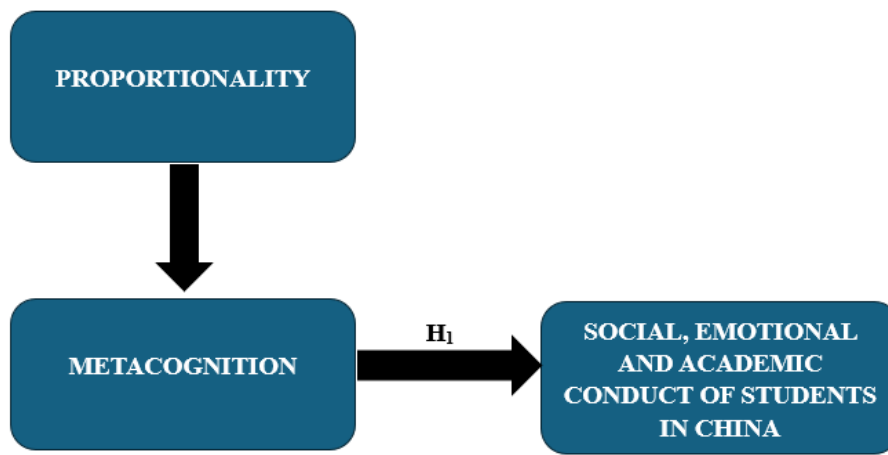 PROPORTIONALITY
METACOGNITION
H₁
SOCIAL, EMOTIONAL
AND ACADEMIC
CONDUCT OF STUDENTS
IN CHINA